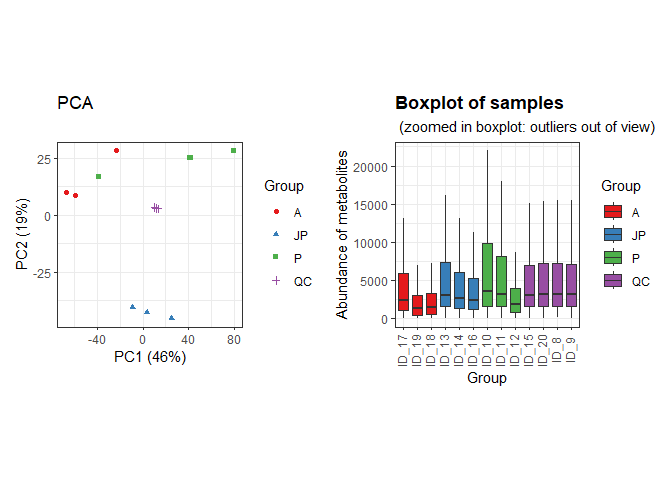 PCA
PC2 (19%)
25
0
-25
-40
0
40
80
PC1 (46%)
Group
A
JP
P
QC
Boxplot of samples
(zoomed in boxplot: outliers out of view)
Abundance of metabolites
20000
15000
10000
5000
0
ID_17
ID_19
ID_18
ID_13
ID_14
ID_16
ID_10
ID_11
ID_12
ID_15
ID_20
ID_8
ID_9
Group
Group
A
JP
P
QC